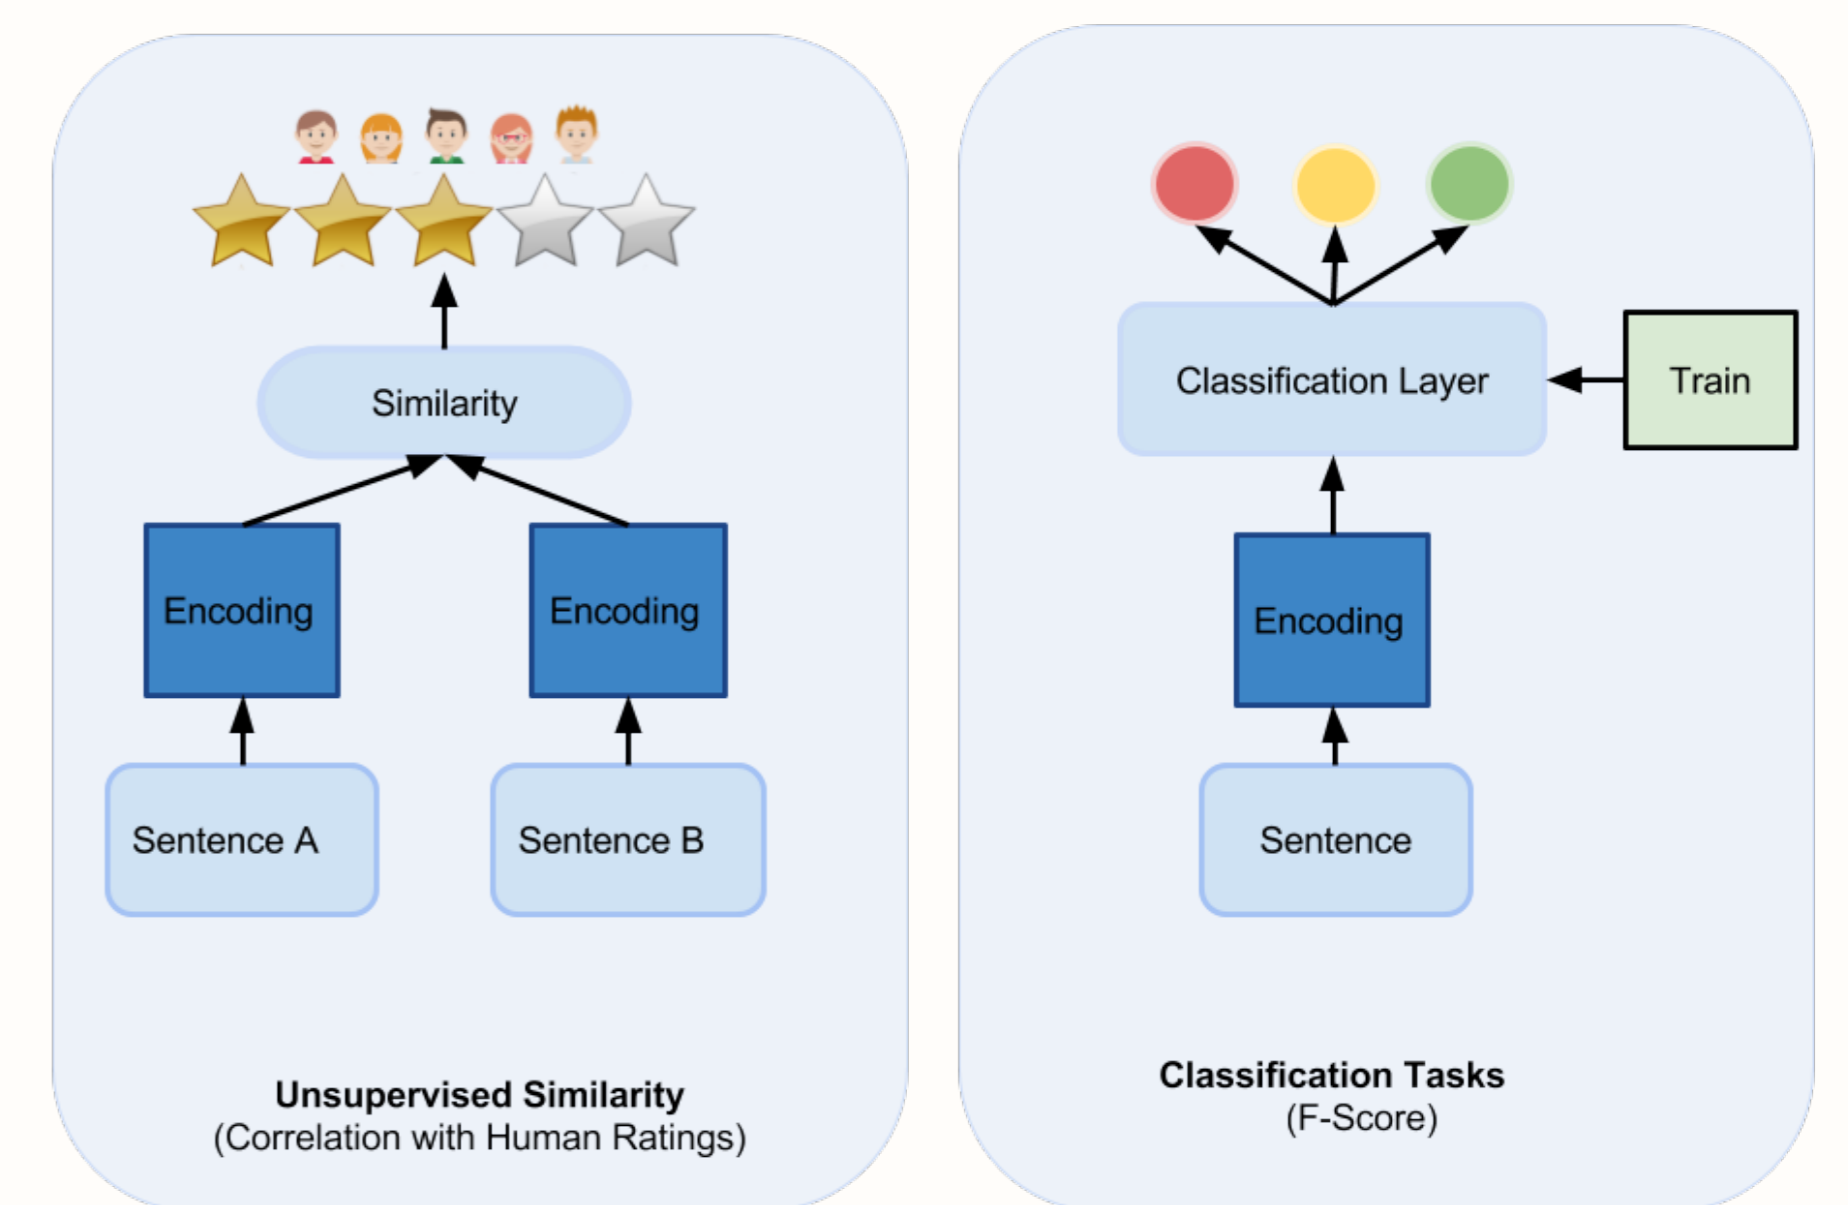 Similarity
Encoding
Encoding
Sentence A
Sentence B
Unsupervised Similarity
(Correlation with Human Ratings)
Classification Layer
Train
Encoding
Sentence
Classification Tasks
(F-Score)